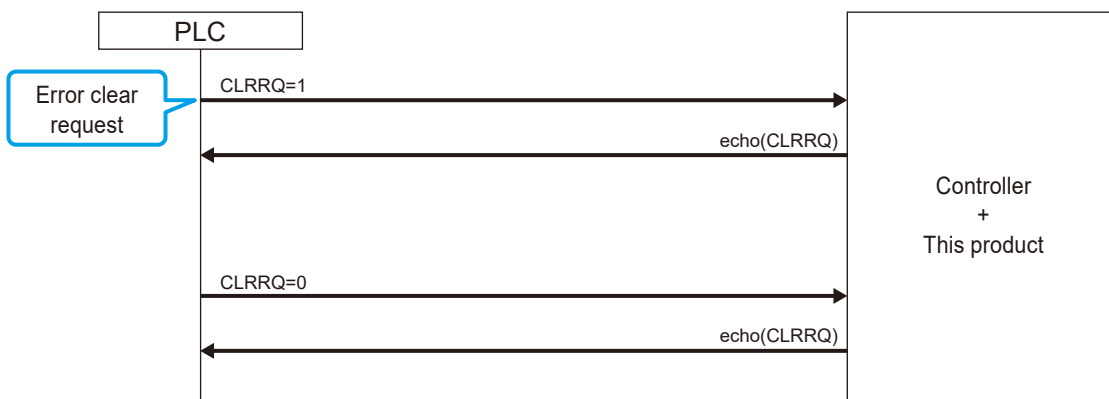 PLC
CLRRQ=1
Error clear
request
echo(CLRRQ)
Controller
+
This product
CLRRQ=0
echo(CLRRQ)